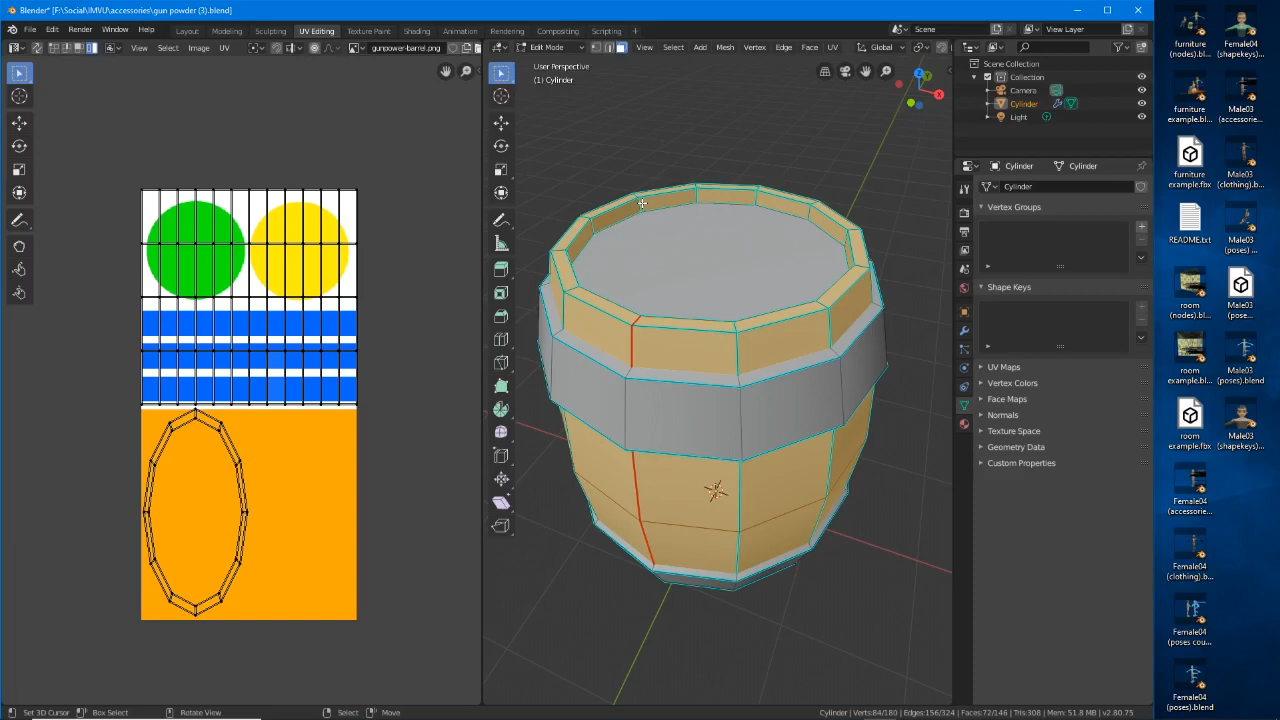 Blender* [F:\Social\IMVU\accessories\gun powder (3).blend]
File Edit Render Window Help
Layout Modeling Sculpting UV Editing Texture Paint Shading Animation Rendering Compositing Scripting +
Scene
View Layer
View Select Image UV
gunpower-barrel.png
Edit Mode
View Select Add Mesh Vertex Edge Face UV
Global
User Perspective
(1) Cylinder
Z
Y
X
Scene Collection
Collection
Camera
Cylinder
Light
Cylinder
Cylinder
Cylinder
Vertex Groups
Shape Keys
UV Maps
Vertex Colors
Face Maps
Normals
Texture Space
Geometry Data
Custom Properties
furniture
(nodes).bl...
Female04
(shapekeys)...
furniture
example.bl...
Male03
(accessorie...
furniture
example.fbx
Male03
(clothing).b...
README.txt
Male03
(poses) ...
room
(nodes).bl...
Male03
(pose...
room
example.ble...
Male03
(poses).blend
room
example.fbx
Male03
(shapekeys)...
Female04
(accessorie...
Female04
(clothing).b...
Female04
(poses cou...
Female04
(poses).blend
Set 3D Cursor Box Select Rotate View Select Move
Cylinder | Verts:84/180 | Edges:156/324 | Faces:72/146 | Tris:308 | Mem: 51.8 MB | v2.80.75